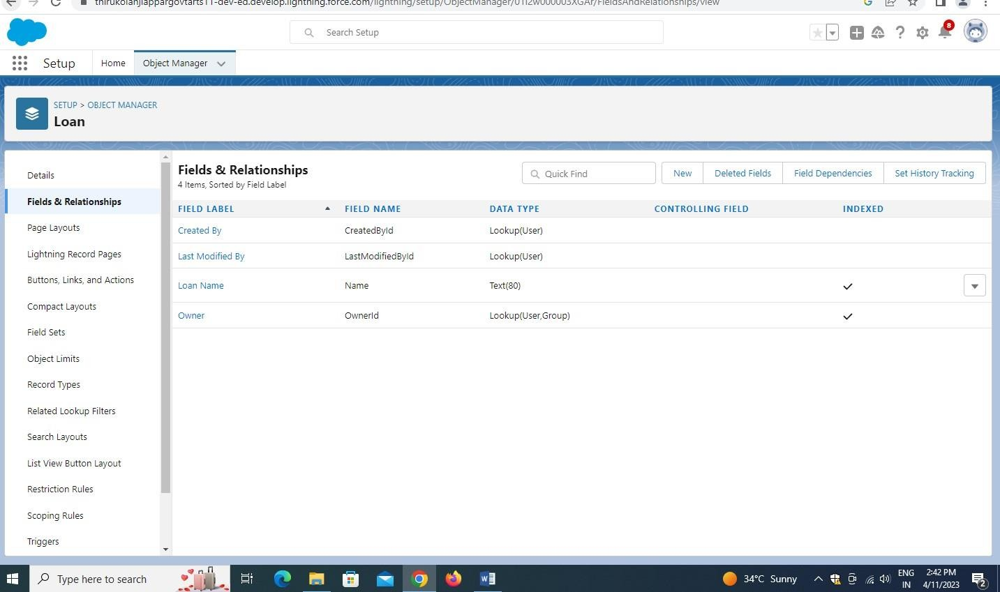 thirukolanjiappargovtarts11-dev-ed.develop.lightning.force.com/lightning/setup/ObjectManager/01I2w000003XGAr/FieldsAndRelationships/view
Search Setup
8
Setup
Home
Object Manager
SETUP > OBJECT MANAGER
Loan
Details
Fields & Relationships
Page Layouts
Lightning Record Pages
Buttons, Links, and Actions
Compact Layouts
Field Sets
Object Limits
Record Types
Related Lookup Filters
Search Layouts
List View Button Layout
Restriction Rules
Scoping Rules
Triggers
Fields & Relationships
4 Items, Sorted by Field Label
Quick Find
New
Deleted Fields
Field Dependencies
Set History Tracking
FIELD LABEL FIELD NAME DATA TYPE CONTROLLING FIELD INDEXED
Created By CreatedById Lookup(User)
Last Modified By LastModifiedById Lookup(User)
Loan Name Name Text(80)
Owner OwnerId Lookup(User,Group)
Type here to search
34°C Sunny
ENG
IN
2:42 PM
4/11/2023
2